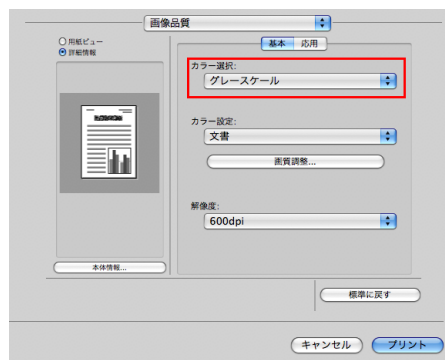 画像品質
用紙ビュー
詳細情報
基本 応用
カラー選択:
グレースケール
カラー設定:
文書
画質調整...
解像度:
600dpi
本体情報...
標準に戻す
キャンセル プリント